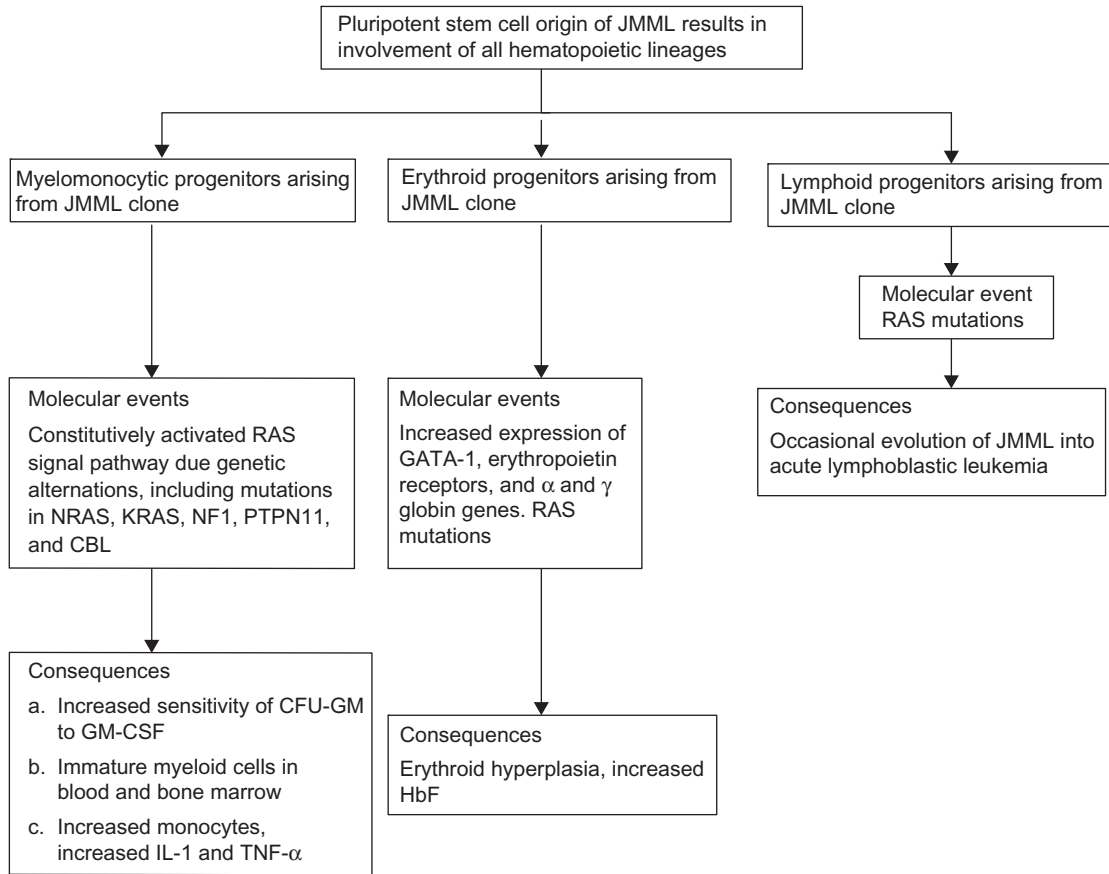 Pluripotent stem cell origin of JMML results in
involvement of all hematopoietic lineages
Myelomonocytic progenitors arising
from JMML clone
Erythroid progenitors arising from
JMML clone
Lymphoid progenitors arising from
JMML clone
Molecular event
RAS mutations
Molecular events
Constitutively activated RAS
signal pathway due genetic
alternations, including mutations
in NRAS, KRAS, NF1, PTPN11,
and CBL
Molecular events
Increased expression of
GATA-1, erythropoietin
receptors, and α and γ
globin genes. RAS
mutations
Consequences
Occasional evolution of JMML into
acute lymphoblastic leukemia
Consequences
a. Increased sensitivity of CFU-GM
to GM-CSF
b. Immature myeloid cells in
blood and bone marrow
c. Increased monocytes,
increased IL-1 and TNF-α
Consequences
Erythroid hyperplasia, increased
HbF